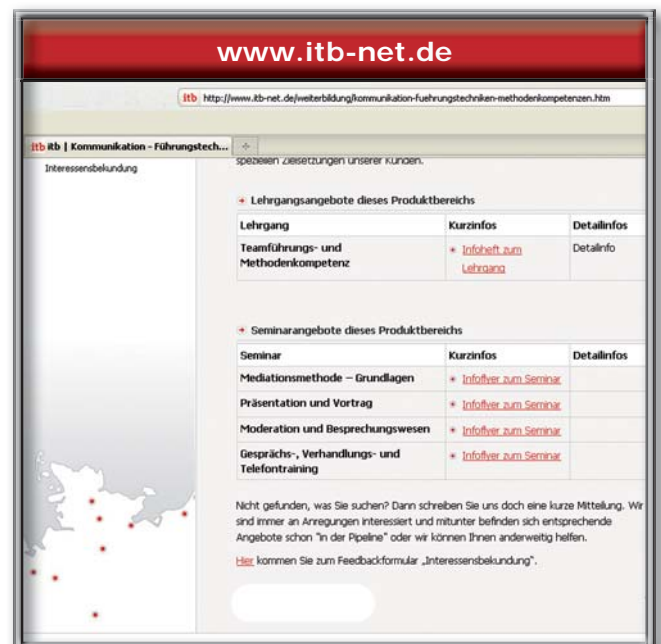 www.itb-net.de
itb http://www.itb-net.de/weiterbildung/kommunikation-fuehrungstechniken-methodenkompetenzen.htm
itb itb | Kommunikation - Führungstech...
Interessensbekundung
speziellen Zielsetzungen unserer Kunden.
Lehrgangsangebote dieses Produktbereichs
Lehrgang Kurzinfos Detailinfos
Teamführungs- und Methodenkompetenz
Infoheft zum Lehrgang
Detailinfo
Seminarangebote dieses Produktbereichs
Seminar Kurzinfos Detailinfos
Mediationsmethode – Grundlagen Infoflyer zum Seminar
Präsentation und Vortrag Infoflyer zum Seminar
Moderation und Besprechungswesen Infoflyer zum Seminar
Gesprächs-, Verhandlungs- und
Telefontraining
Infoflyer zum Seminar
Nicht gefunden, was Sie suchen? Dann schreiben Sie uns doch eine kurze Mitteilung. Wir
sind immer an Anregungen interessiert und mitunter befinden sich entsprechende
Angebote schon "in der Pipeline" oder wir können Ihnen anderweitig helfen.
Hier kommen Sie zum Feedbackformular „Interessensbekundung“.